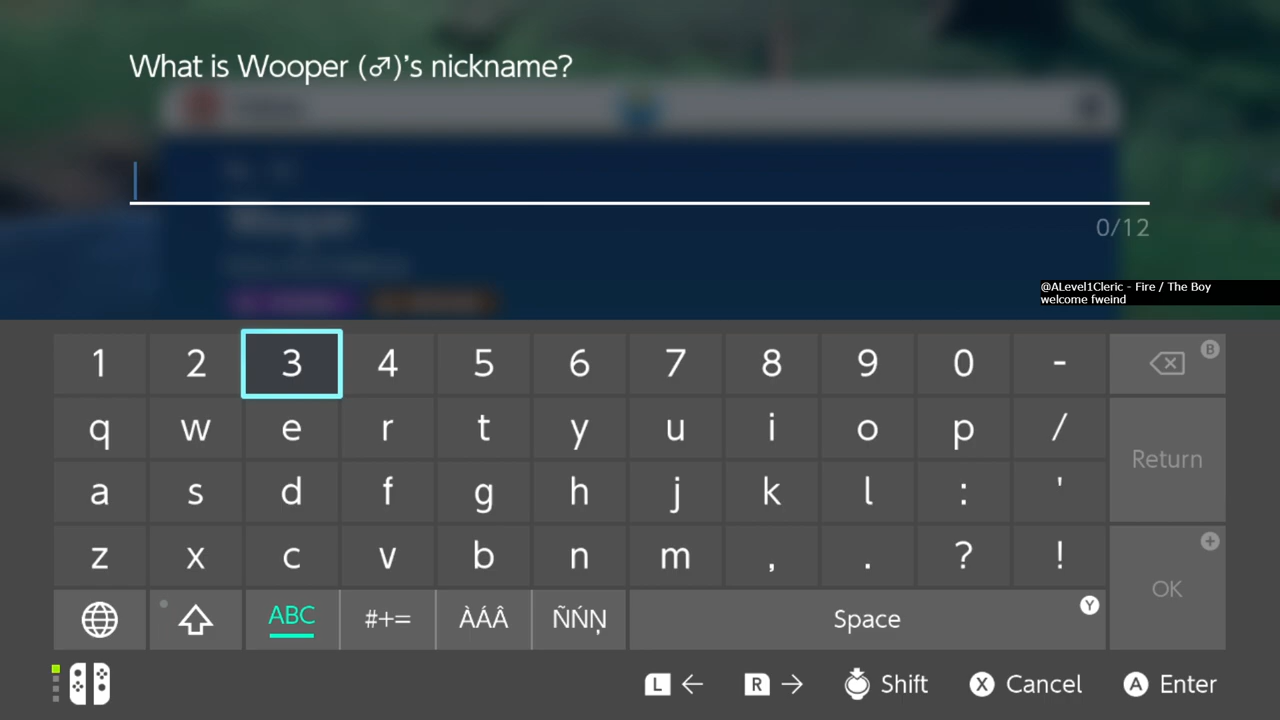 What is Wooper (♂)'s nickname?
0/12
@ALevel1Cleric - Fire / The Boy
welcome fweind
1 2 3 4 5 6 7 8 9 0 -
B
q w e r t y u i o p /
Return
a s d f g h j k l : '
z x c v b n m , . ? !
+
OK
ABC #+= ÀÁÂ ÑŃŅ Space Y
L ← R → Shift X Cancel A Enter